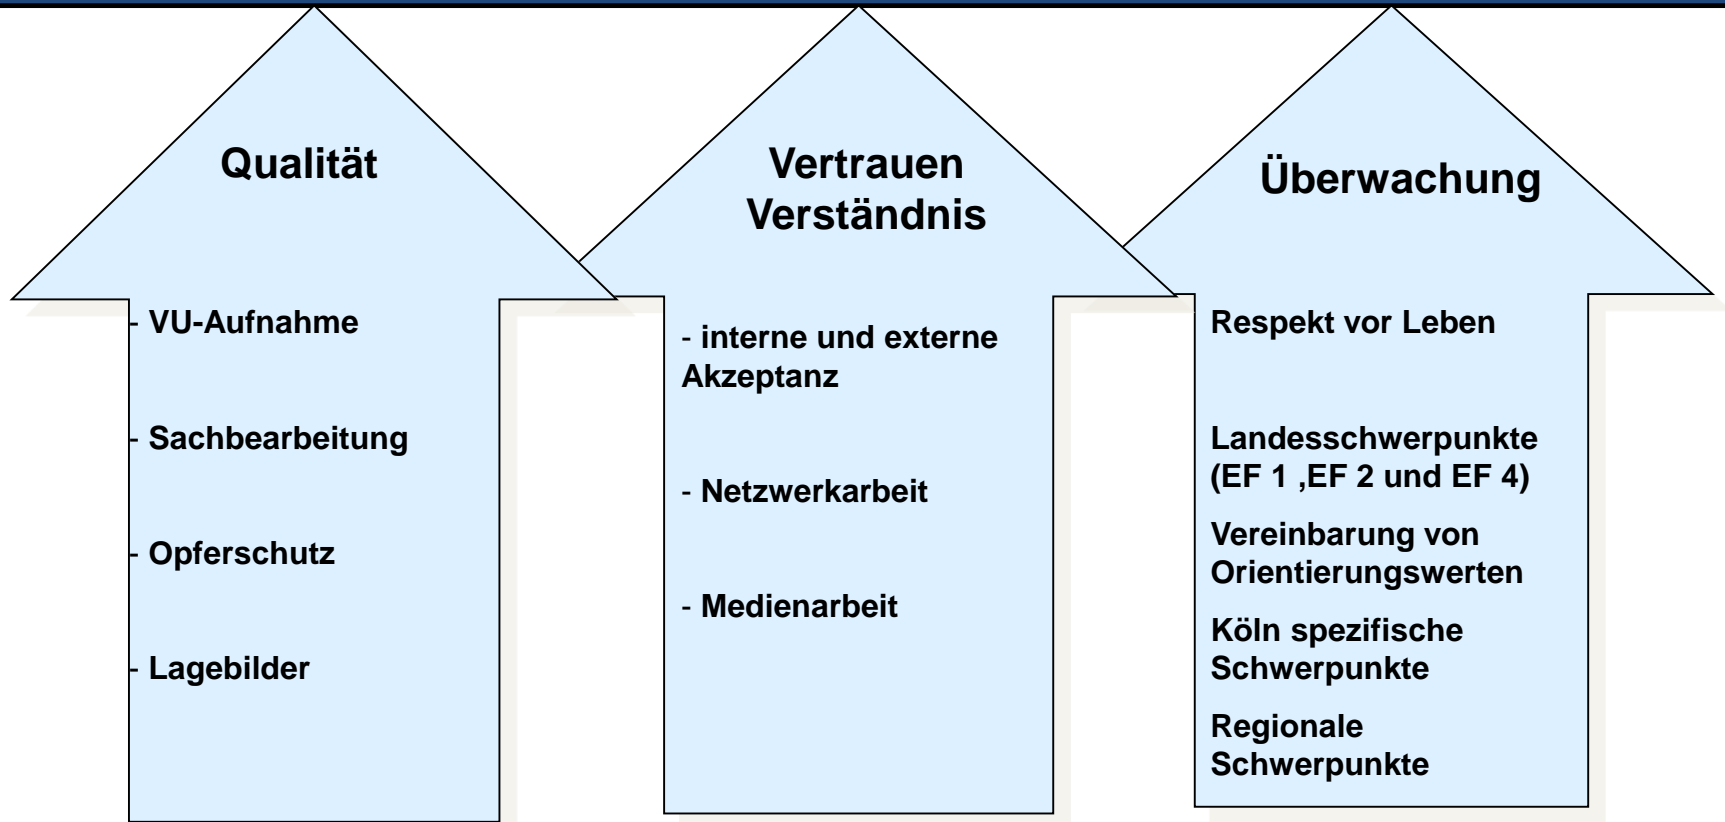 Qualität
- VU-Aufnahme
- Sachbearbeitung
- Opferschutz
- Lagebilder
Vertrauen
Verständnis
- interne und externe
Akzeptanz
- Netzwerkarbeit
- Medienarbeit
Überwachung
Respekt vor Leben
Landesschwerpunkte
(EF 1 ,EF 2 und EF 4)
Vereinbarung von
Orientierungswerten
Köln spezifische
Schwerpunkte
Regionale
Schwerpunkte